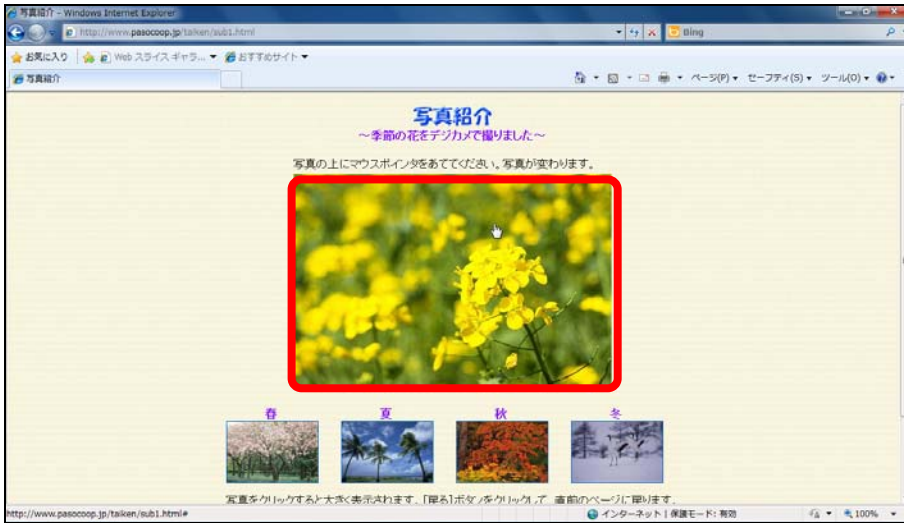 写真紹介 - Windows Internet Explorer
http://www.pasocoop.jp/taiken/sub1.html
Bing
お気に入り
Web スライス ギャラ...
おすすめサイト
写真紹介
ページ(P)
セーフティ(S)
ツール(O)
写真紹介
～季節の花をデジカメで撮りました～
写真の上にマウスポインタをあててください。写真が変わります。
春 夏 秋 冬
写真をクリックすると大きく表示されます。「戻る」ボタンをクリックして、直前のページに戻ります。
http://www.pasocoop.jp/taiken/sub1.html#
インターネット | 保護モード: 有効
100%